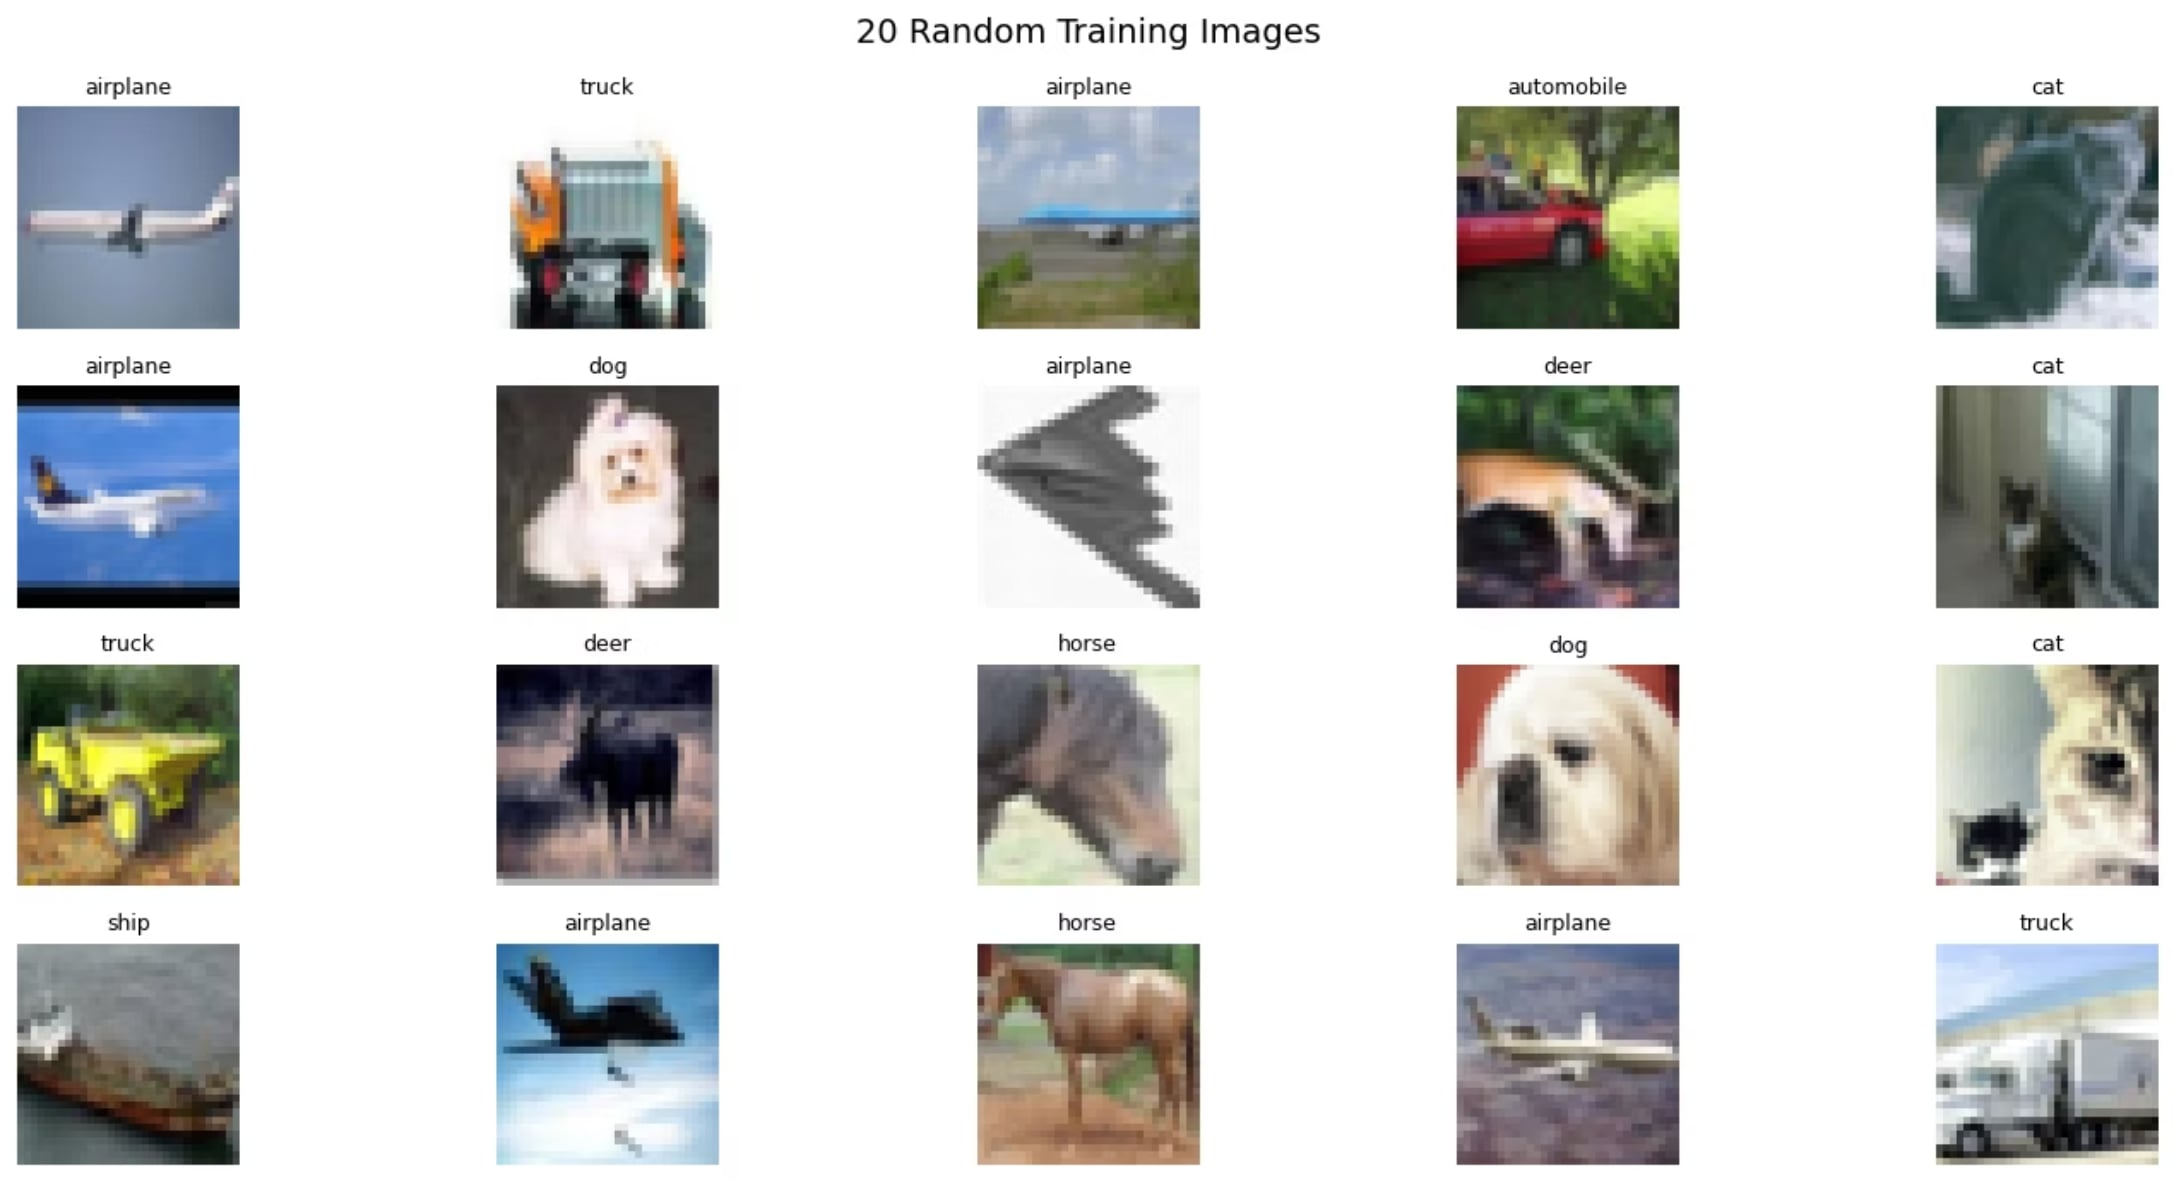 20 Random Training Images
airplane truck airplane automobile cat
airplane dog airplane deer cat
truck deer horse dog cat
ship airplane horse airplane truck